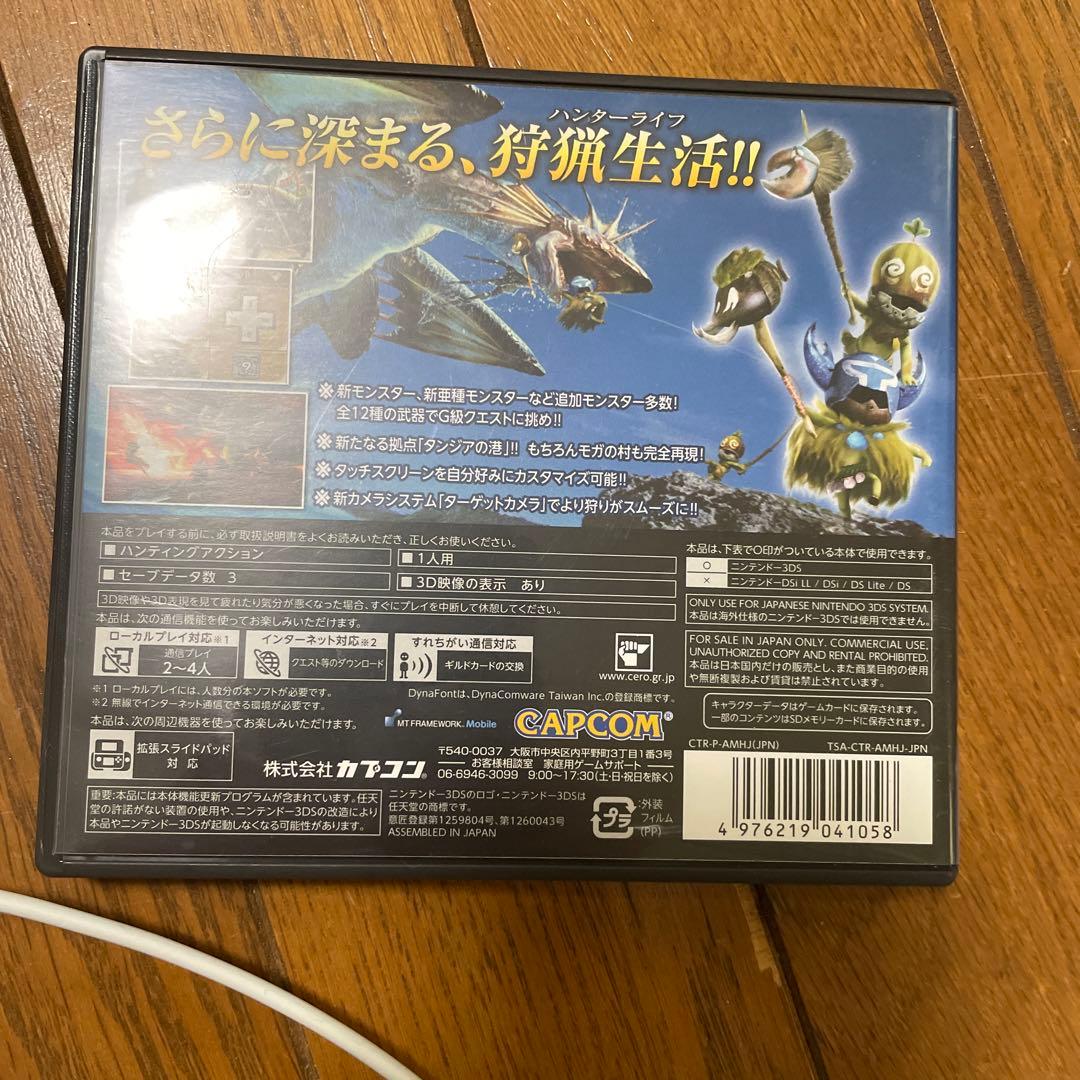 ハンターライフ
さらに深まる、狩猟生活!!
※新モンスター、新亜種モンスターなど追加モンスター多数!
全12種の武器でG級クエストに挑め!!
※新たなる拠点「タンジアの港」!! もちろんモガの村も完全再現!
※タッチスクリーンを自分好みにカスタマイズ可能!!
※新カメラシステム「ターゲットカメラ」でより狩りがスムーズに!!
本品をプレイする前に、必ず取扱説明書をよくお読みいただき、正しくお使いください。
■ハンティングアクション
■1人用
■セーブデータ数 3
■3D映像の表示 あり
3D映像や3D表現を見て疲れたり気分が悪くなった場合、すぐにプレイを中断して休憩してください。
本品は、次の通信機能を使ってお楽しみいただけます。
ローカルプレイ対応※1
通信プレイ
2〜4人
インターネット対応※2
クエスト等のダウンロード
すれちがい通信対応
ギルドカードの交換
※1 ローカルプレイには、人数分の本ソフトが必要です。
※2 無線でインターネット通信できる環境が必要です。
本品は、次の周辺機器を使ってお楽しみいただけます。
拡張スライドパッド
対応
本品は、下表で○印がついている本体で使用できます。
○ ニンテンドー3DS
× ニンテンドーDSi LL / DSi / DS Lite / DS
ONLY USE FOR JAPANESE NINTENDO 3DS SYSTEM.
本品は海外仕様のニンテンドー3DSでは使用できません。
FOR SALE IN JAPAN ONLY. COMMERCIAL USE,
UNAUTHORIZED COPY AND RENTAL PROHIBITED.
本品は日本国内だけの販売とし、また商業目的の使用
や無断複製および賃貸は禁止されています。
キャラクターデータはゲームカードに保存されます。
一部のコンテンツはSDメモリーカードに保存されます。
www.cero.gr.jp
DynaFontは、DynaComware Taiwan Inc.の登録商標です。
MT FRAMEWORK Mobile
CAPCOM®
株式会社カプコン®
〒540-0037 大阪市中央区内平野町3丁目1番3号
お客様相談室 家庭用ゲームサポート
06-6946-3099 9:00〜17:30(土・日・祝日を除く)
重要:本品には本体機能更新プログラムが含まれています。任天
堂の許諾がない装置の使用や、ニンテンドー3DSの改造により
本品やニンテンドー3DSが起動しなくなる可能性があります。
ニンテンドー3DSのロゴ・ニンテンドー3DSは
任天堂の商標です。
意匠登録第1259804号、第1260043号
ASSEMBLED IN JAPAN
プラ
:外装
フィルム
(PP)
CTR-P-AMHJ(JPN)
TSA-CTR-AMHJ-JPN
4 976219 041058